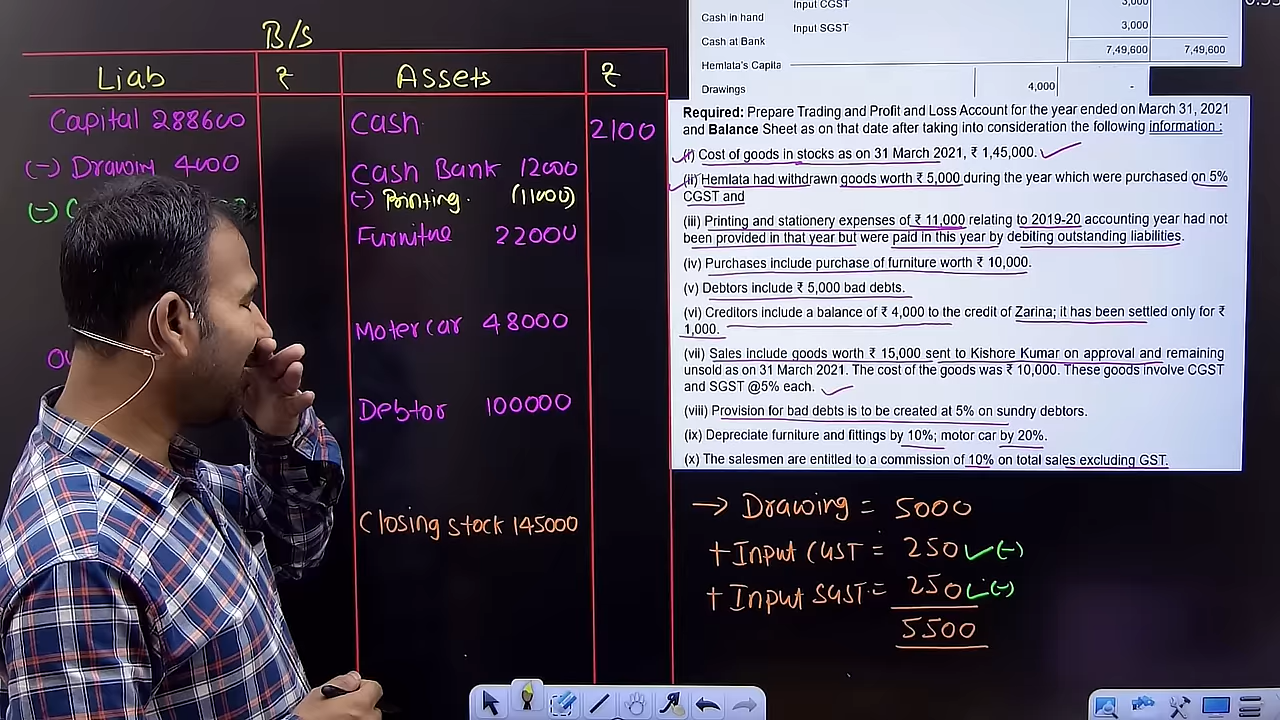 B/S
Liab ₹ Assets ₹
Capital 288600
(-) Drawin 4000
(-)
Cash 2100
Cash Bank 12000
(-) Printing. (11000)
Furnitue 22000
Motercar 48000
Debtor 100000
Closing stock 145000
Input CGST 3,000
Cash in hand
Input SGST 3,000
Cash at Bank
7,49,600 7,49,600
Hemlata's Capita
Drawings 4,000 -
Required: Prepare Trading and Profit and Loss Account for the year ended on March 31, 2021
and Balance Sheet as on that date after taking into consideration the following information :
(i) Cost of goods in stocks as on 31 March 2021, ₹ 1,45,000.
(ii) Hemlata had withdrawn goods worth ₹ 5,000 during the year which were purchased on 5%
CGST and
(iii) Printing and stationery expenses of ₹ 11,000 relating to 2019-20 accounting year had not
been provided in that year but were paid in this year by debiting outstanding liabilities.
(iv) Purchases include purchase of furniture worth ₹ 10,000.
(v) Debtors include ₹ 5,000 bad debts.
(vi) Creditors include a balance of ₹ 4,000 to the credit of Zarina; it has been settled only for ₹
1,000.
(vii) Sales include goods worth ₹ 15,000 sent to Kishore Kumar on approval and remaining
unsold as on 31 March 2021. The cost of the goods was ₹ 10,000. These goods involve CGST
and SGST @5% each.
(viii) Provision for bad debts is to be created at 5% on sundry debtors.
(ix) Depreciate furniture and fittings by 10%; motor car by 20%.
(x) The salesmen are entitled to a commission of 10% on total sales excluding GST.
→ Drawing = 5000
+ Input CGST = 250 (-)
+ Input SGST = 250 (-)
5500